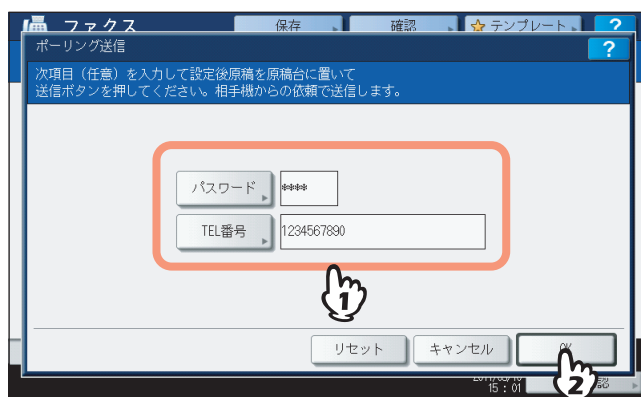 ファクス 保存 確認 テンプレート ?
ポーリング送信 ?
次項目（任意）を入力して設定後原稿を原稿台に置いて
送信ボタンを押してください。相手機からの依頼で送信します。
パスワード ****
TEL番号 1234567890
1
リセット キャンセル OK
2
15 : 01